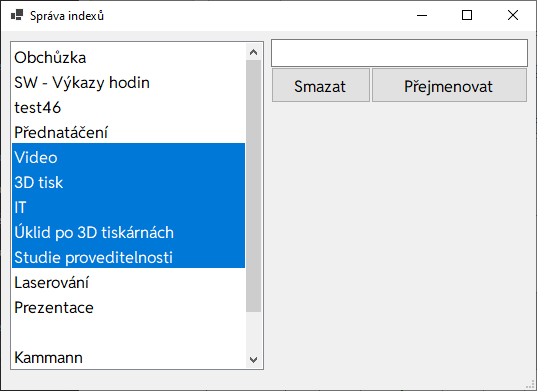 Správa indexů
Obchůzka
SW - Výkazy hodin
test46
Přednatáčení
Video
3D tisk
IT
Úklid po 3D tiskárnách
Studie proveditelnosti
Laserování
Prezentace
Kammann
Smazat
Přejmenovat